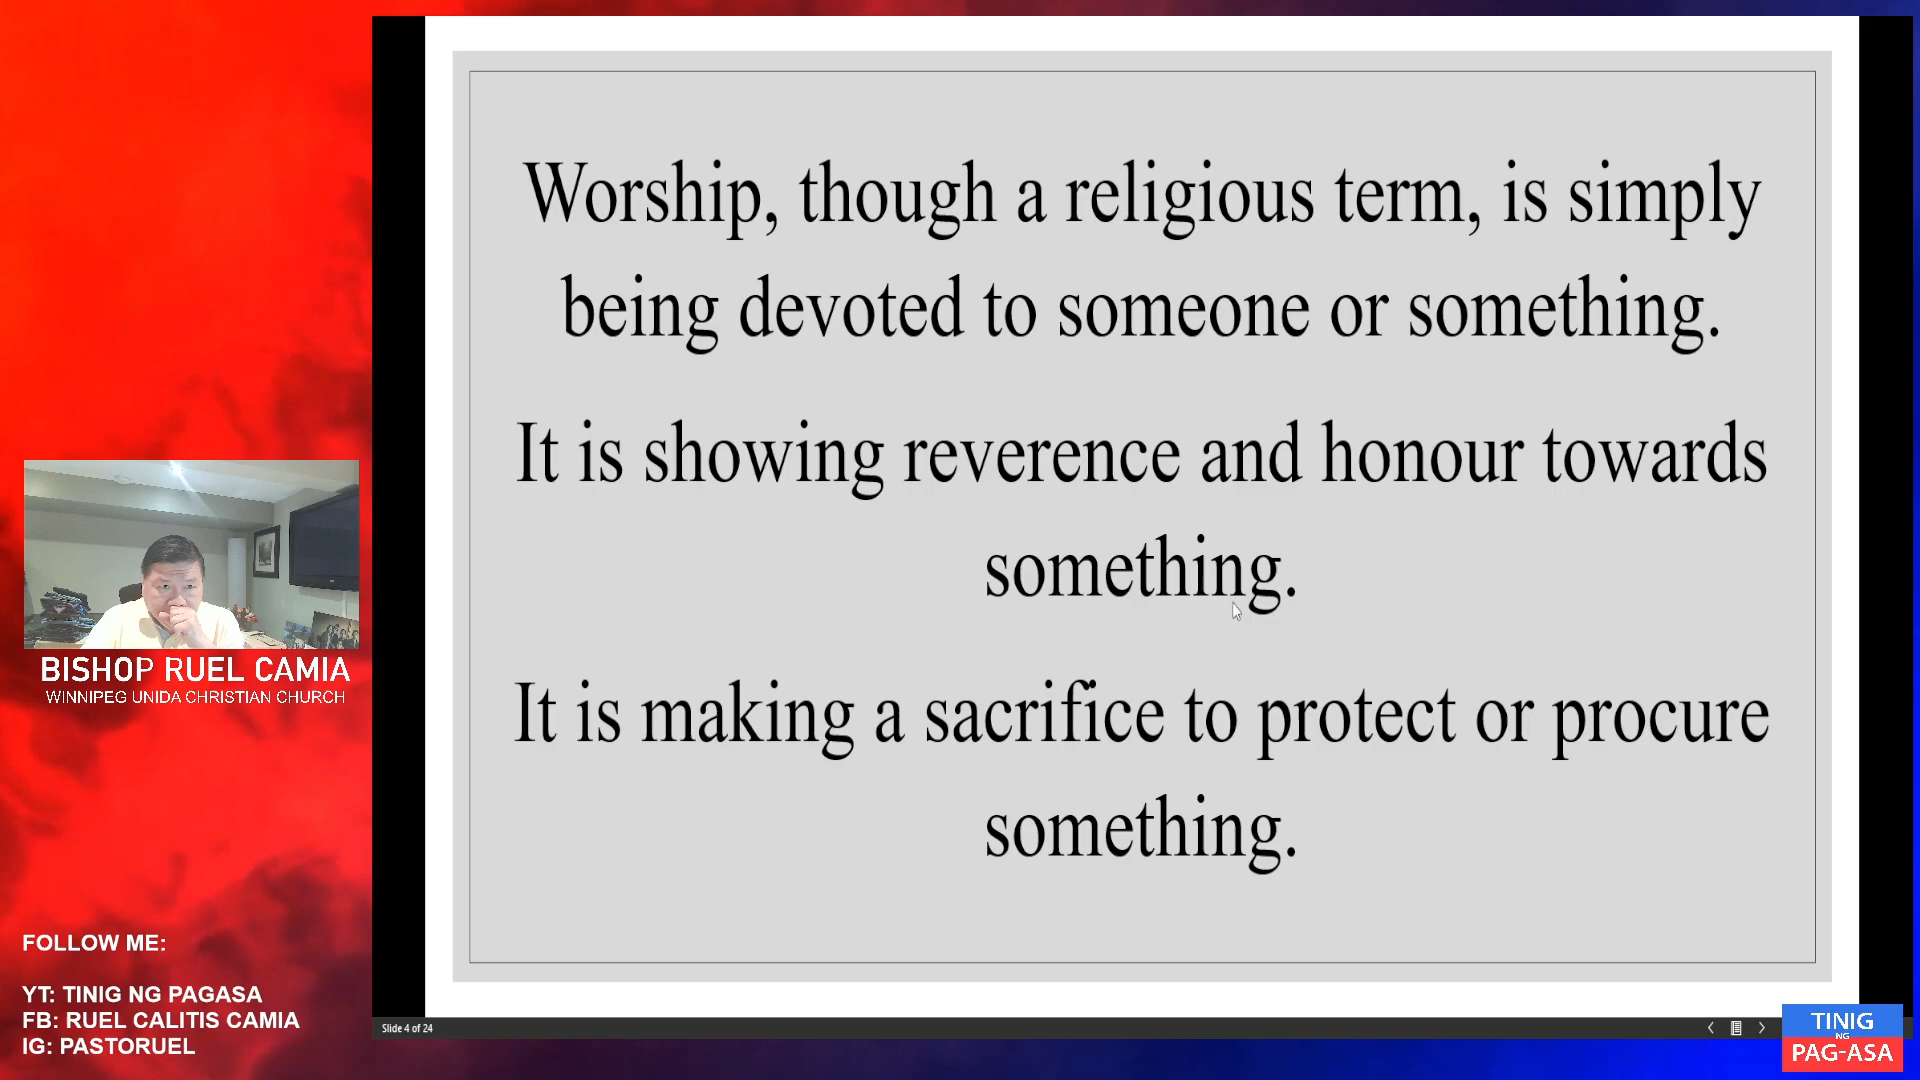 Worship, though a religious term, is simply
being devoted to someone or something.
It is showing reverence and honour towards
something.
It is making a sacrifice to protect or procure
something.
BISHOP RUEL CAMIA
WINNIPEG UNIDA CHRISTIAN CHURCH
FOLLOW ME:
YT: TINIG NG PAGASA
FB: RUEL CALITIS CAMIA
IG: PASTORUEL
Slide 4 of 24
TINIG
NG
PAG-ASA